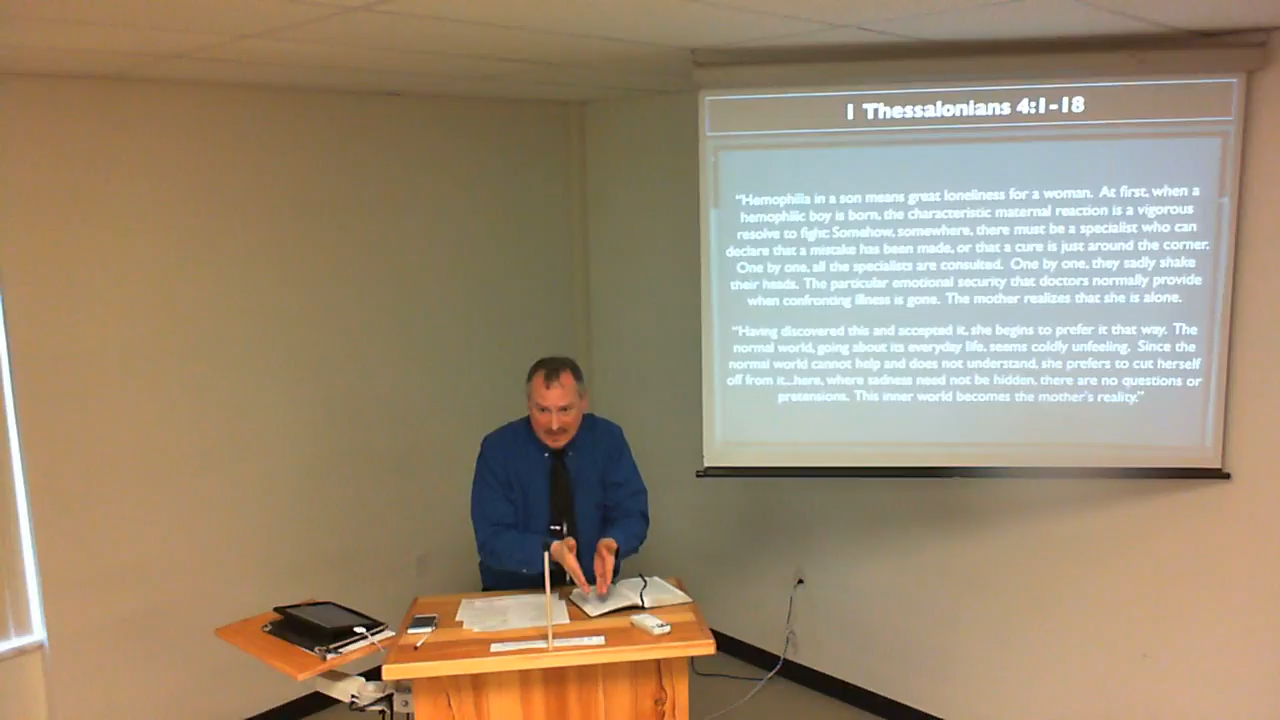 1 Thessalonians 4:1-18
“Hemophilia in a son means great loneliness for a woman. At first, when a
hemophilic boy is born, the characteristic maternal reaction is a vigorous
resolve to fight: Somehow, somewhere, there must be a specialist who can
declare that a mistake has been made, or that a cure is just around the corner.
One by one, all the specialists are consulted. One by one, they sadly shake
their heads. The particular emotional security that doctors normally provide
when confronting illness is gone. The mother realizes that she is alone.
“Having discovered this and accepted it, she begins to prefer it that way. The
normal world, going about its everyday life, seems coldly unfeeling. Since the
normal world cannot help and does not understand, she prefers to cut herself
off from it...here, where sadness need not be hidden, there are no questions or
pretensions. This inner world becomes the mother's reality.”